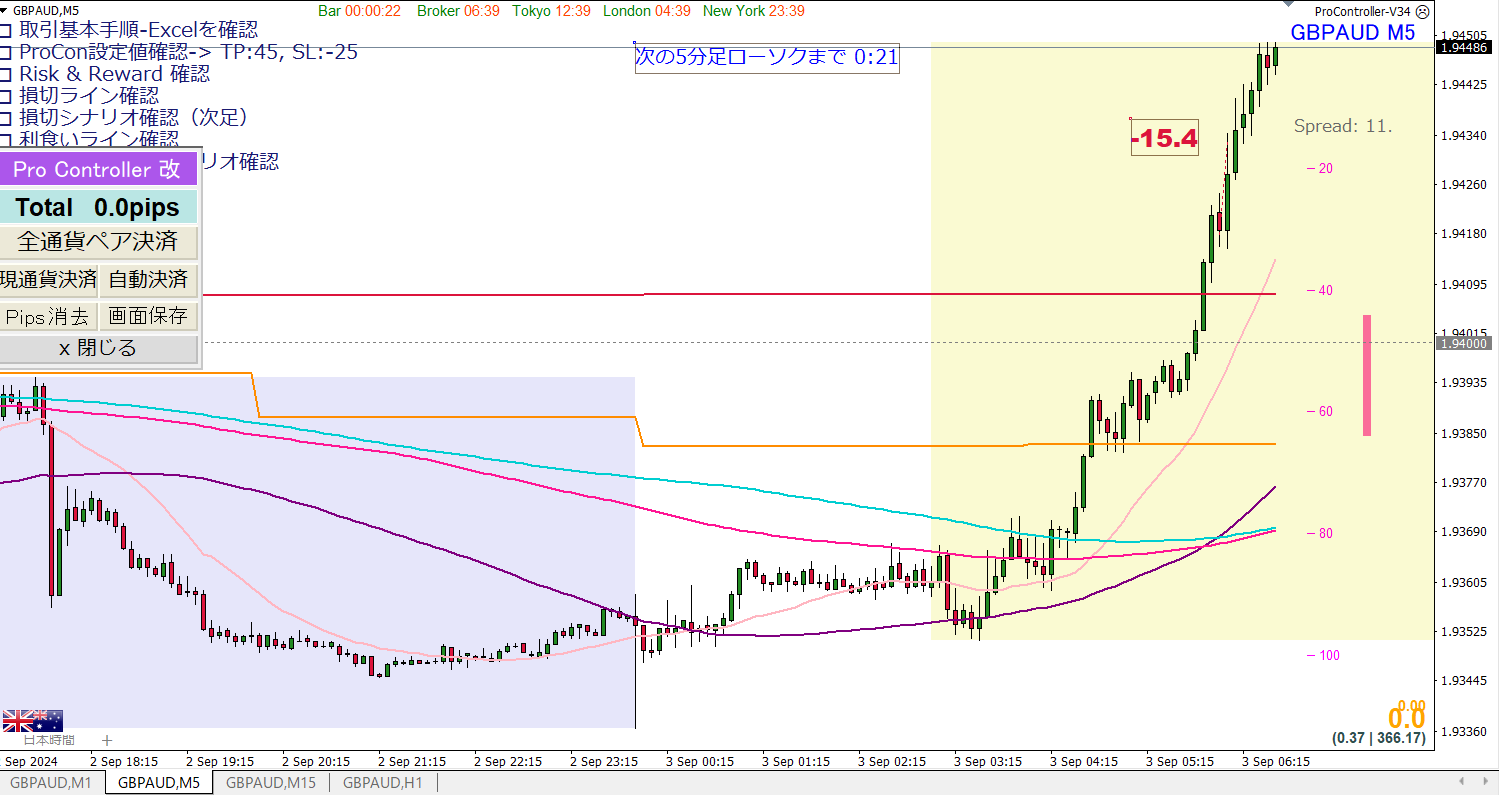 GBPAUD,M5
Bar 00:00:22 Broker 06:39 Tokyo 12:39 London 04:39 New York 23:39
ProController-V34
GBPAUD M5
取引基本手順-Excelを確認
ProCon設定値確認-> TP:45, SL:-25
Risk & Reward 確認
損切ライン確認
損切シナリオ確認（次足）
利食いライン確認
リオ確認
次の5分足ローソクまで 0:21
-15.4
Spread: 11.
Pro Controller 改
Total 0.0pips
全通貨ペア決済
現通貨決済 自動決済
Pips消去 画面保存
x 閉じる
20
40
60
80
100
1.94505
1.94486
1.94425
1.94340
1.94260
1.94180
1.94095
1.94015
1.94000
1.93935
1.93850
1.93770
1.93690
1.93605
1.93525
1.93445
1.93360
0.00
0.0
(0.37 | 366.17)
日本時間
Sep 2024 2 Sep 18:15 2 Sep 19:15 2 Sep 20:15 2 Sep 21:15 2 Sep 22:15 2 Sep 23:15 3 Sep 00:15 3 Sep 01:15 3 Sep 02:15 3 Sep 03:15 3 Sep 04:15 3 Sep 05:15 3 Sep 06:15
GBPAUD,M1 GBPAUD,M5 GBPAUD,M15 GBPAUD,H1